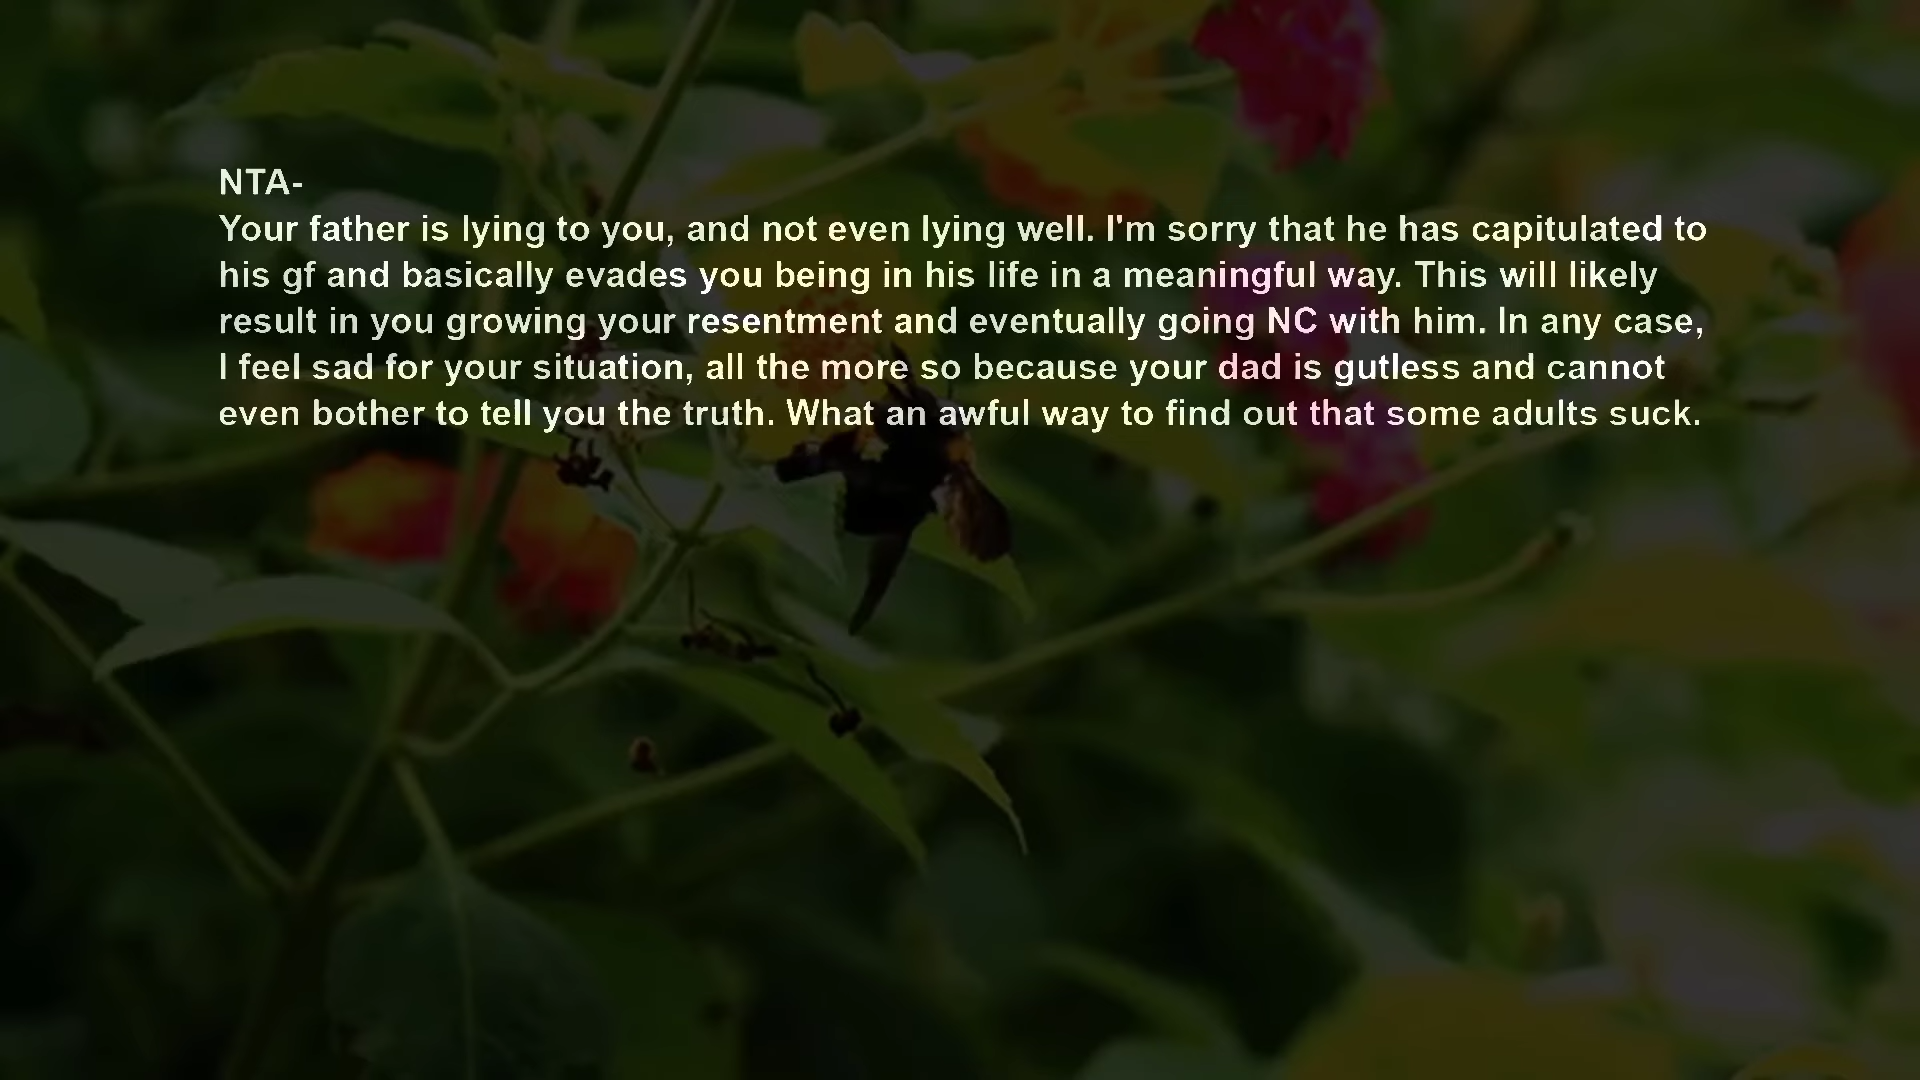 NTA-
Your father is lying to you, and not even lying well. I'm sorry that he has capitulated to
his gf and basically evades you being in his life in a meaningful way. This will likely
result in you growing your resentment and eventually going NC with him. In any case,
I feel sad for your situation, all the more so because your dad is gutless and cannot
even bother to tell you the truth. What an awful way to find out that some adults suck.